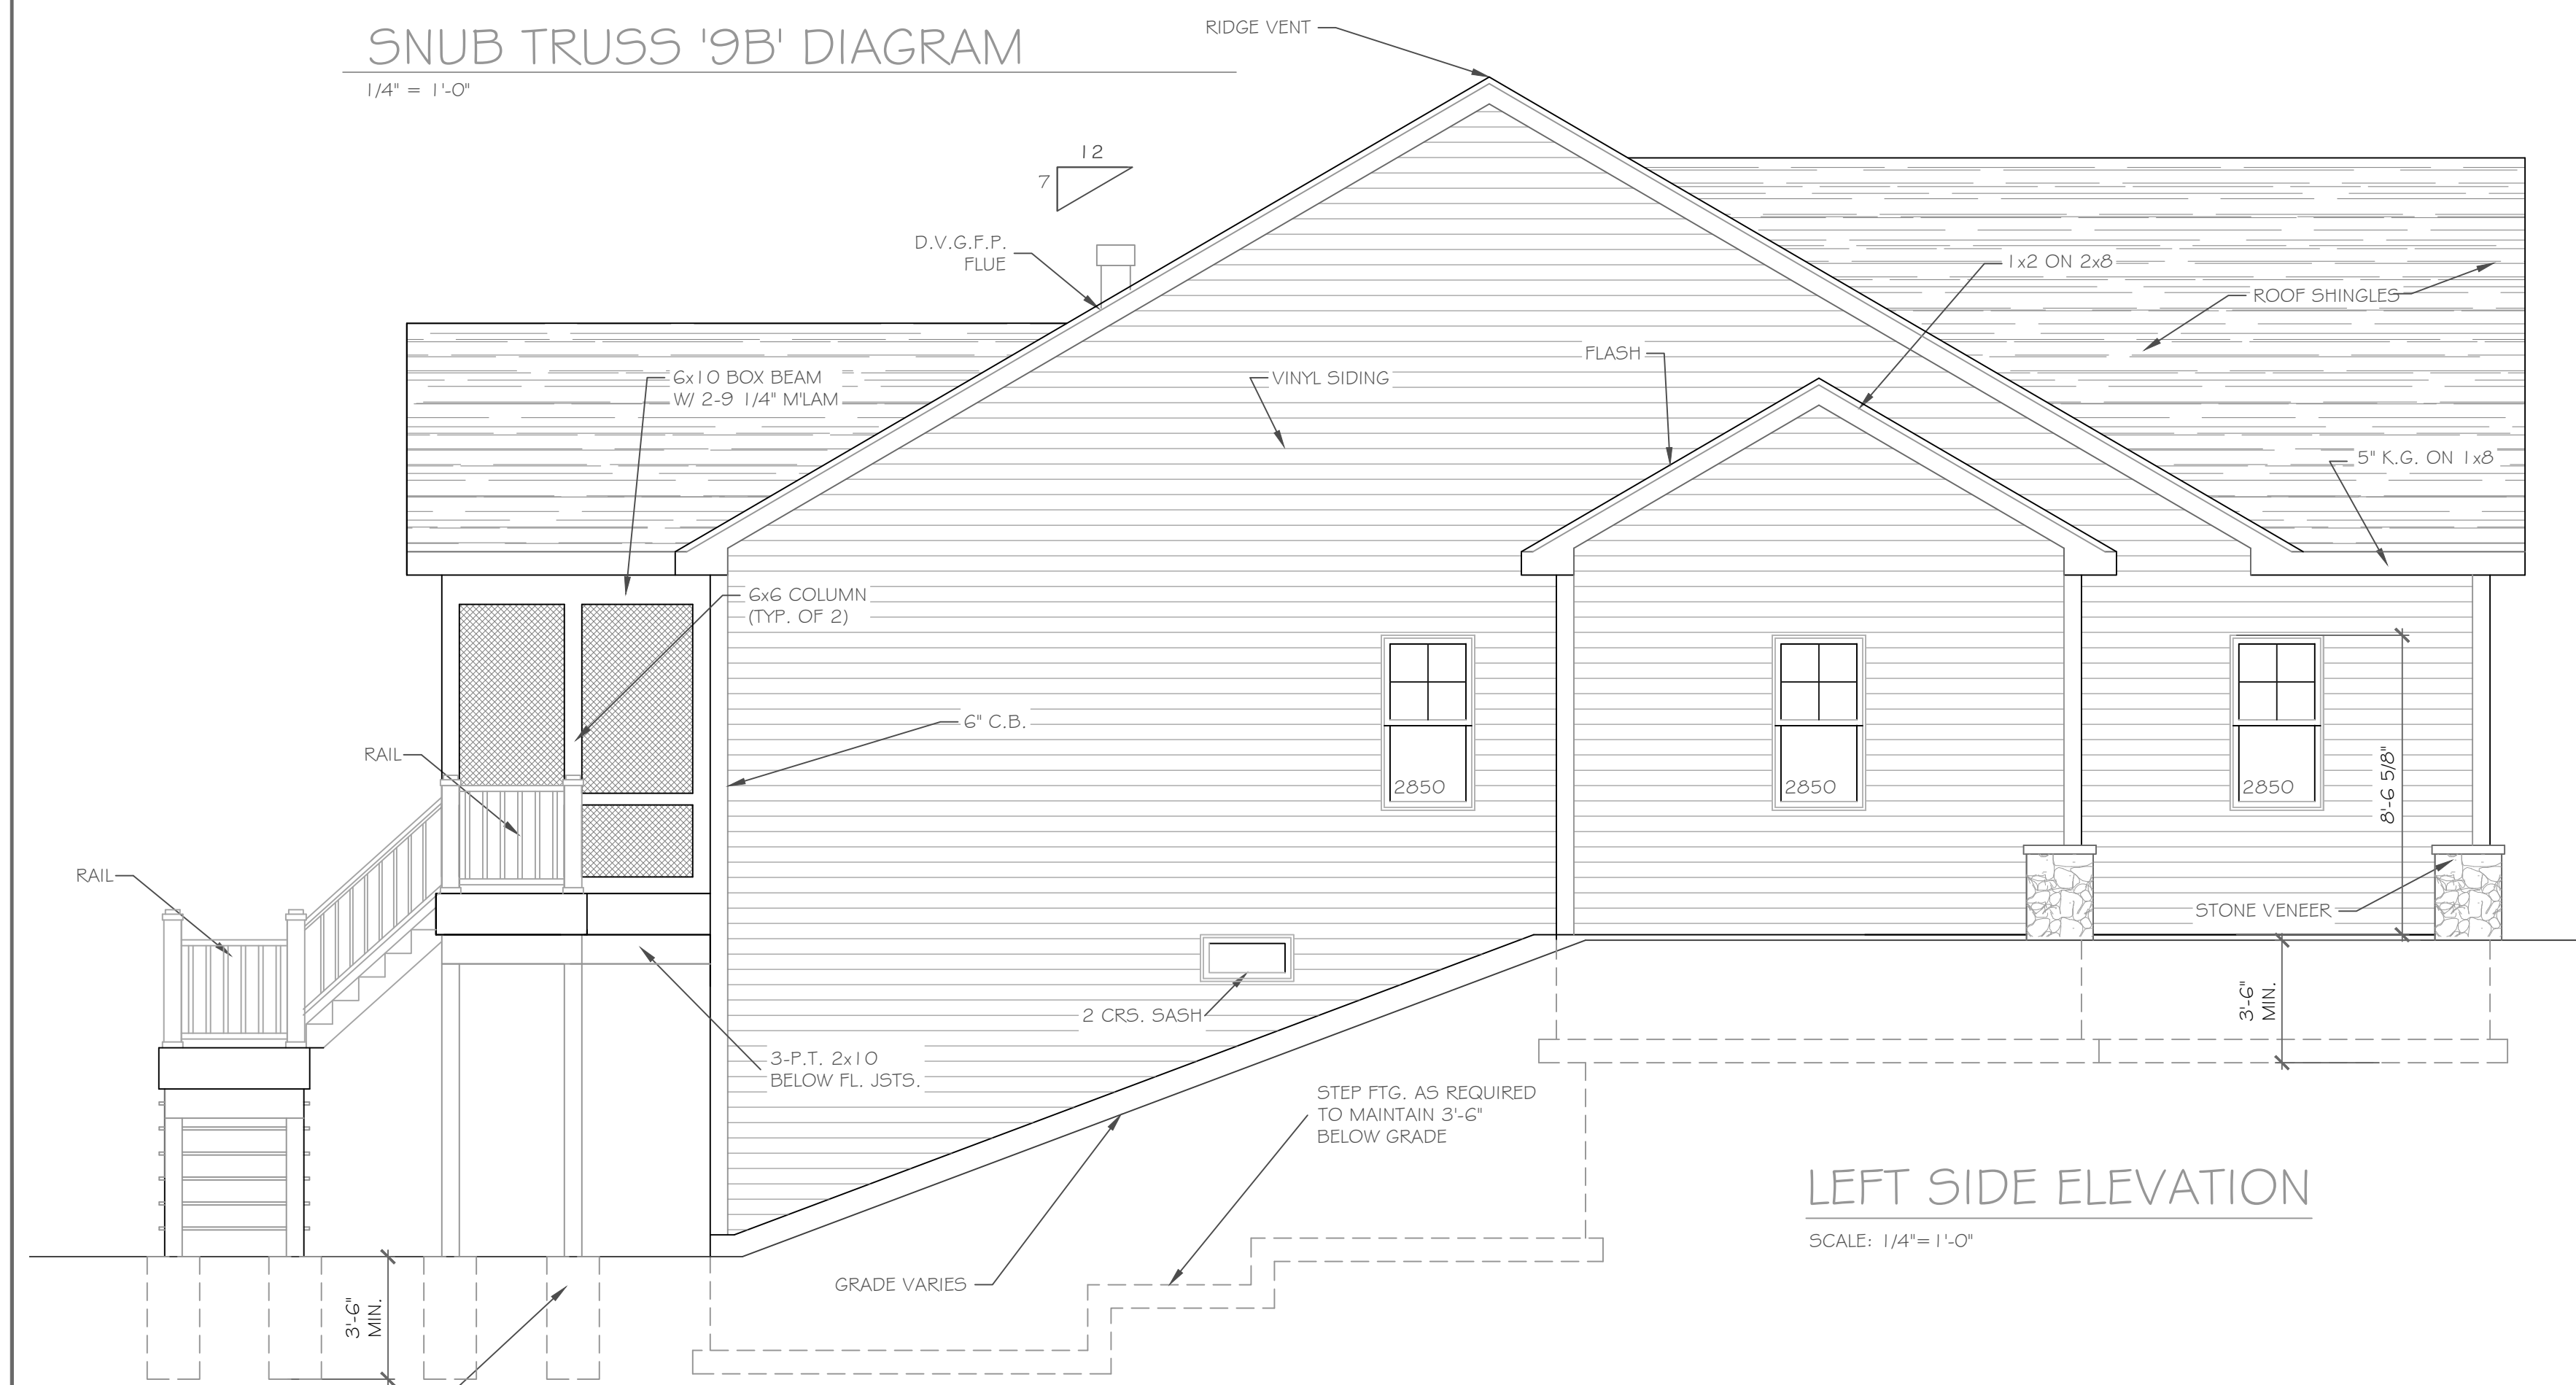 SNUB TRUSS '9B' DIAGRAM
1/4" = 1'-0"
RIDGE VENT
12
7
D.V.G.F.P.
FLUE
1x2 ON 2x8
ROOF SHINGLES
FLASH
6x10 BOX BEAM
W/ 2-9 1/4" M'LAM
VINYL SIDING
5" K.G. ON 1x8
6x6 COLUMN
(TYP. OF 2)
6" C.B.
RAIL
2850
2850
2850
8'-6 5/8"
RAIL
STONE VENEER
3'-6"
MIN.
2 CRS. SASH
3-P.T. 2x10
BELOW FL. JSTS.
STEP FTG. AS REQUIRED
TO MAINTAIN 3'-6"
BELOW GRADE
LEFT SIDE ELEVATION
SCALE: 1/4"= 1'-0"
GRADE VARIES
3'-6"
MIN.